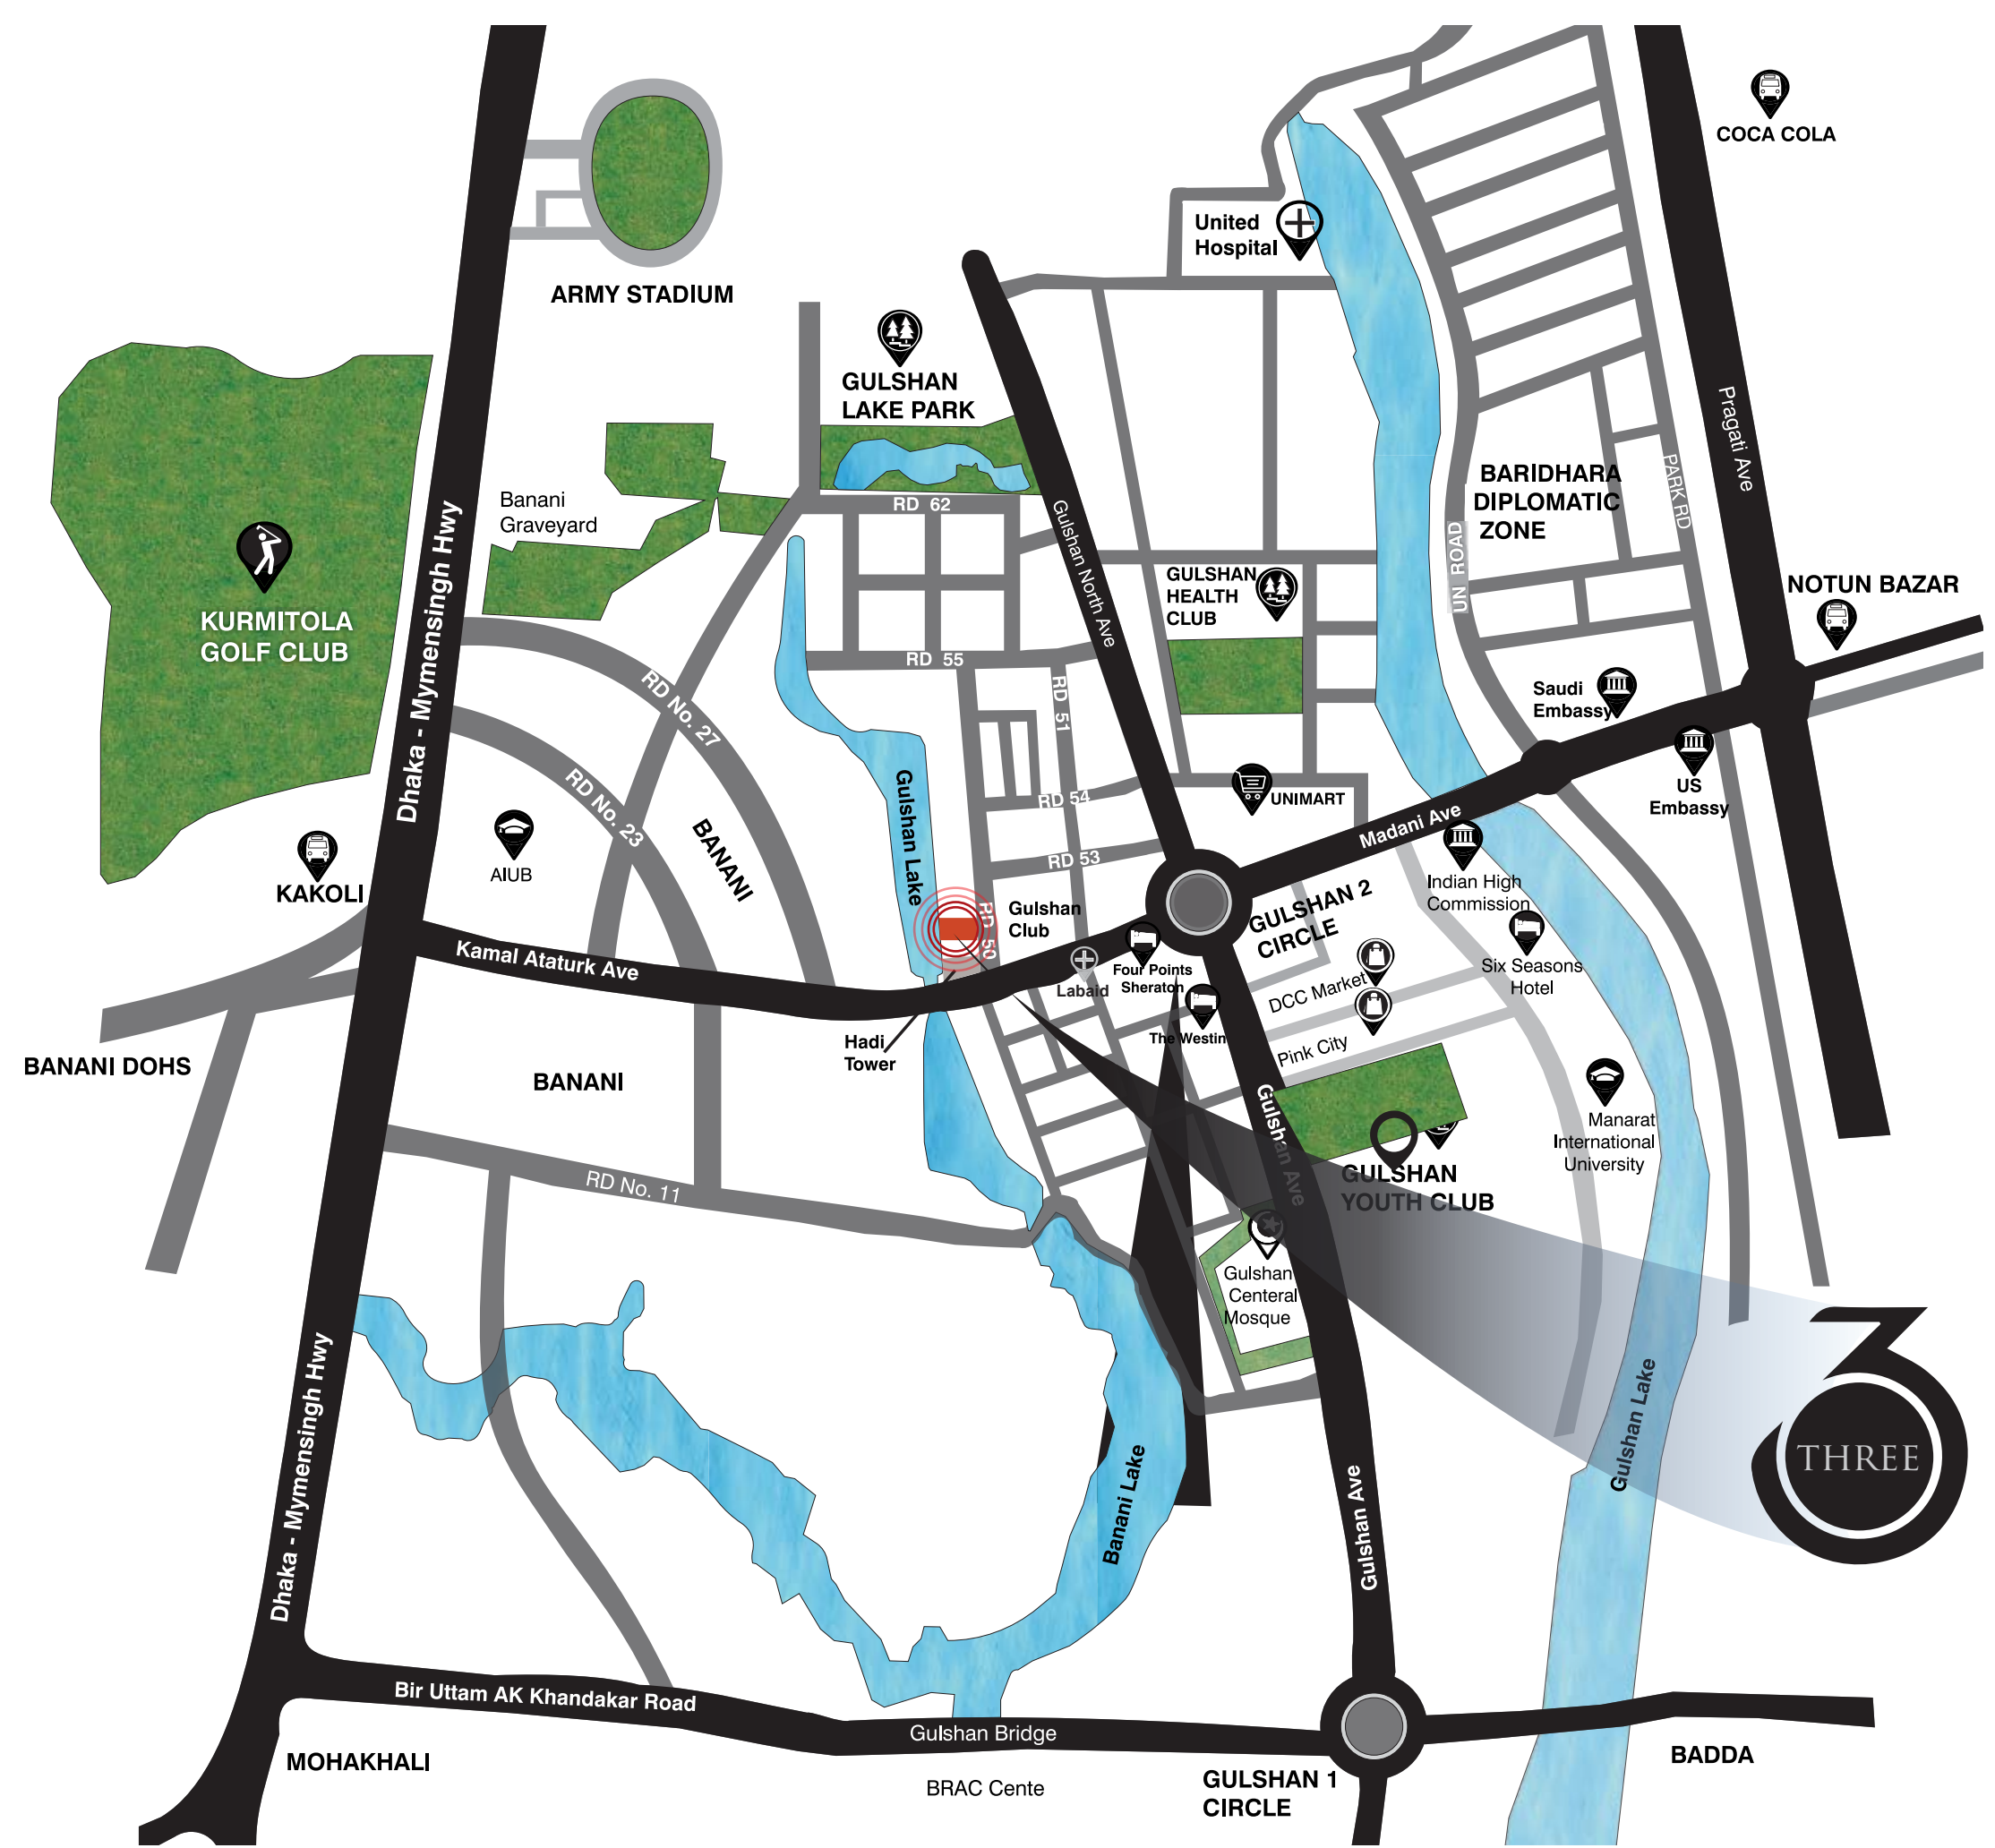 COCA COLA
United
Hospital
ARMY STADIUM
GULSHAN
LAKE PARK
Pragati Ave
BARIDHARA
DIPLOMATIC
ZONE
PARK RD
Banani
Graveyard
RD 62
Gulshan North Ave
Dhaka - Mymensingh Hwy
UN ROAD
GULSHAN
HEALTH
CLUB
NOTUN BAZAR
KURMITOLA
GOLF CLUB
RD 55
RD No. 27
RD 51
Saudi
Embassy
US
Embassy
RD No. 23
Gulshan Lake
RD 54
UNIMART
Madani Ave
BANANI
RD 53
AIUB
KAKOLI
Indian High
Commission
GULSHAN 2
CIRCLE
Gulshan
Club
RD 50
Kamal Ataturk Ave
Four Points
Sheraton
Labaid
Six Seasons
Hotel
DCC Market
The Westin
Pink City
Hadi
Tower
BANANI DOHS
BANANI
Gulshan Ave
Manarat
International
University
GULSHAN
YOUTH CLUB
RD No. 11
Gulshan
Centeral
Mosque
Dhaka - Mymensingh Hwy
Gulshan Lake
3
THREE
Banani Lake
Gulshan Ave
Bir Uttam AK Khandakar Road
Gulshan Bridge
MOHAKHALI
BADDA
BRAC Cente
GULSHAN 1
CIRCLE